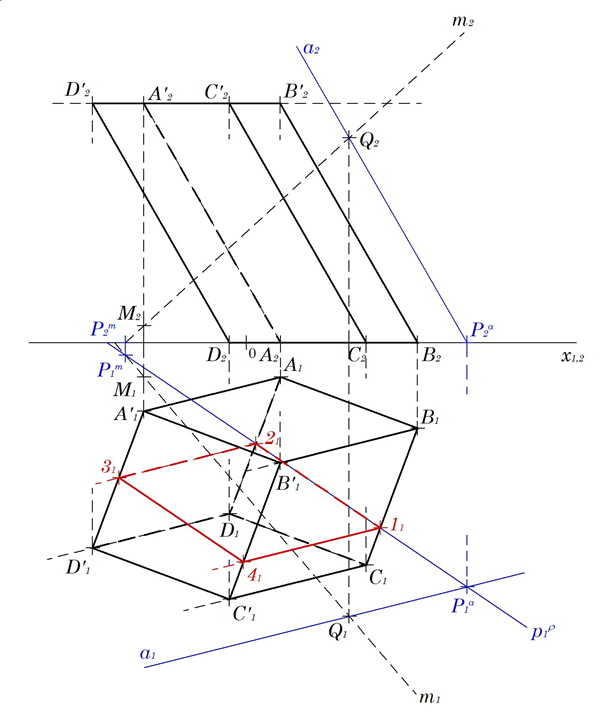 m₂
a₂
D'₂ A'₂ C'₂ B'₂
Q₂
M₂
P₂ᵐ P₂ᵃ
D₂ 0 A₂ C₂ B₂ x₁,₂
P₁ᵐ A₁
M₁
A'₁ B₁
2₁
3₁
B'₁
D₁ 1₁
D'₁ 4₁ C₁
C'₁ P₁ᵃ
Q₁ p₁ᵨ
a₁
m₁